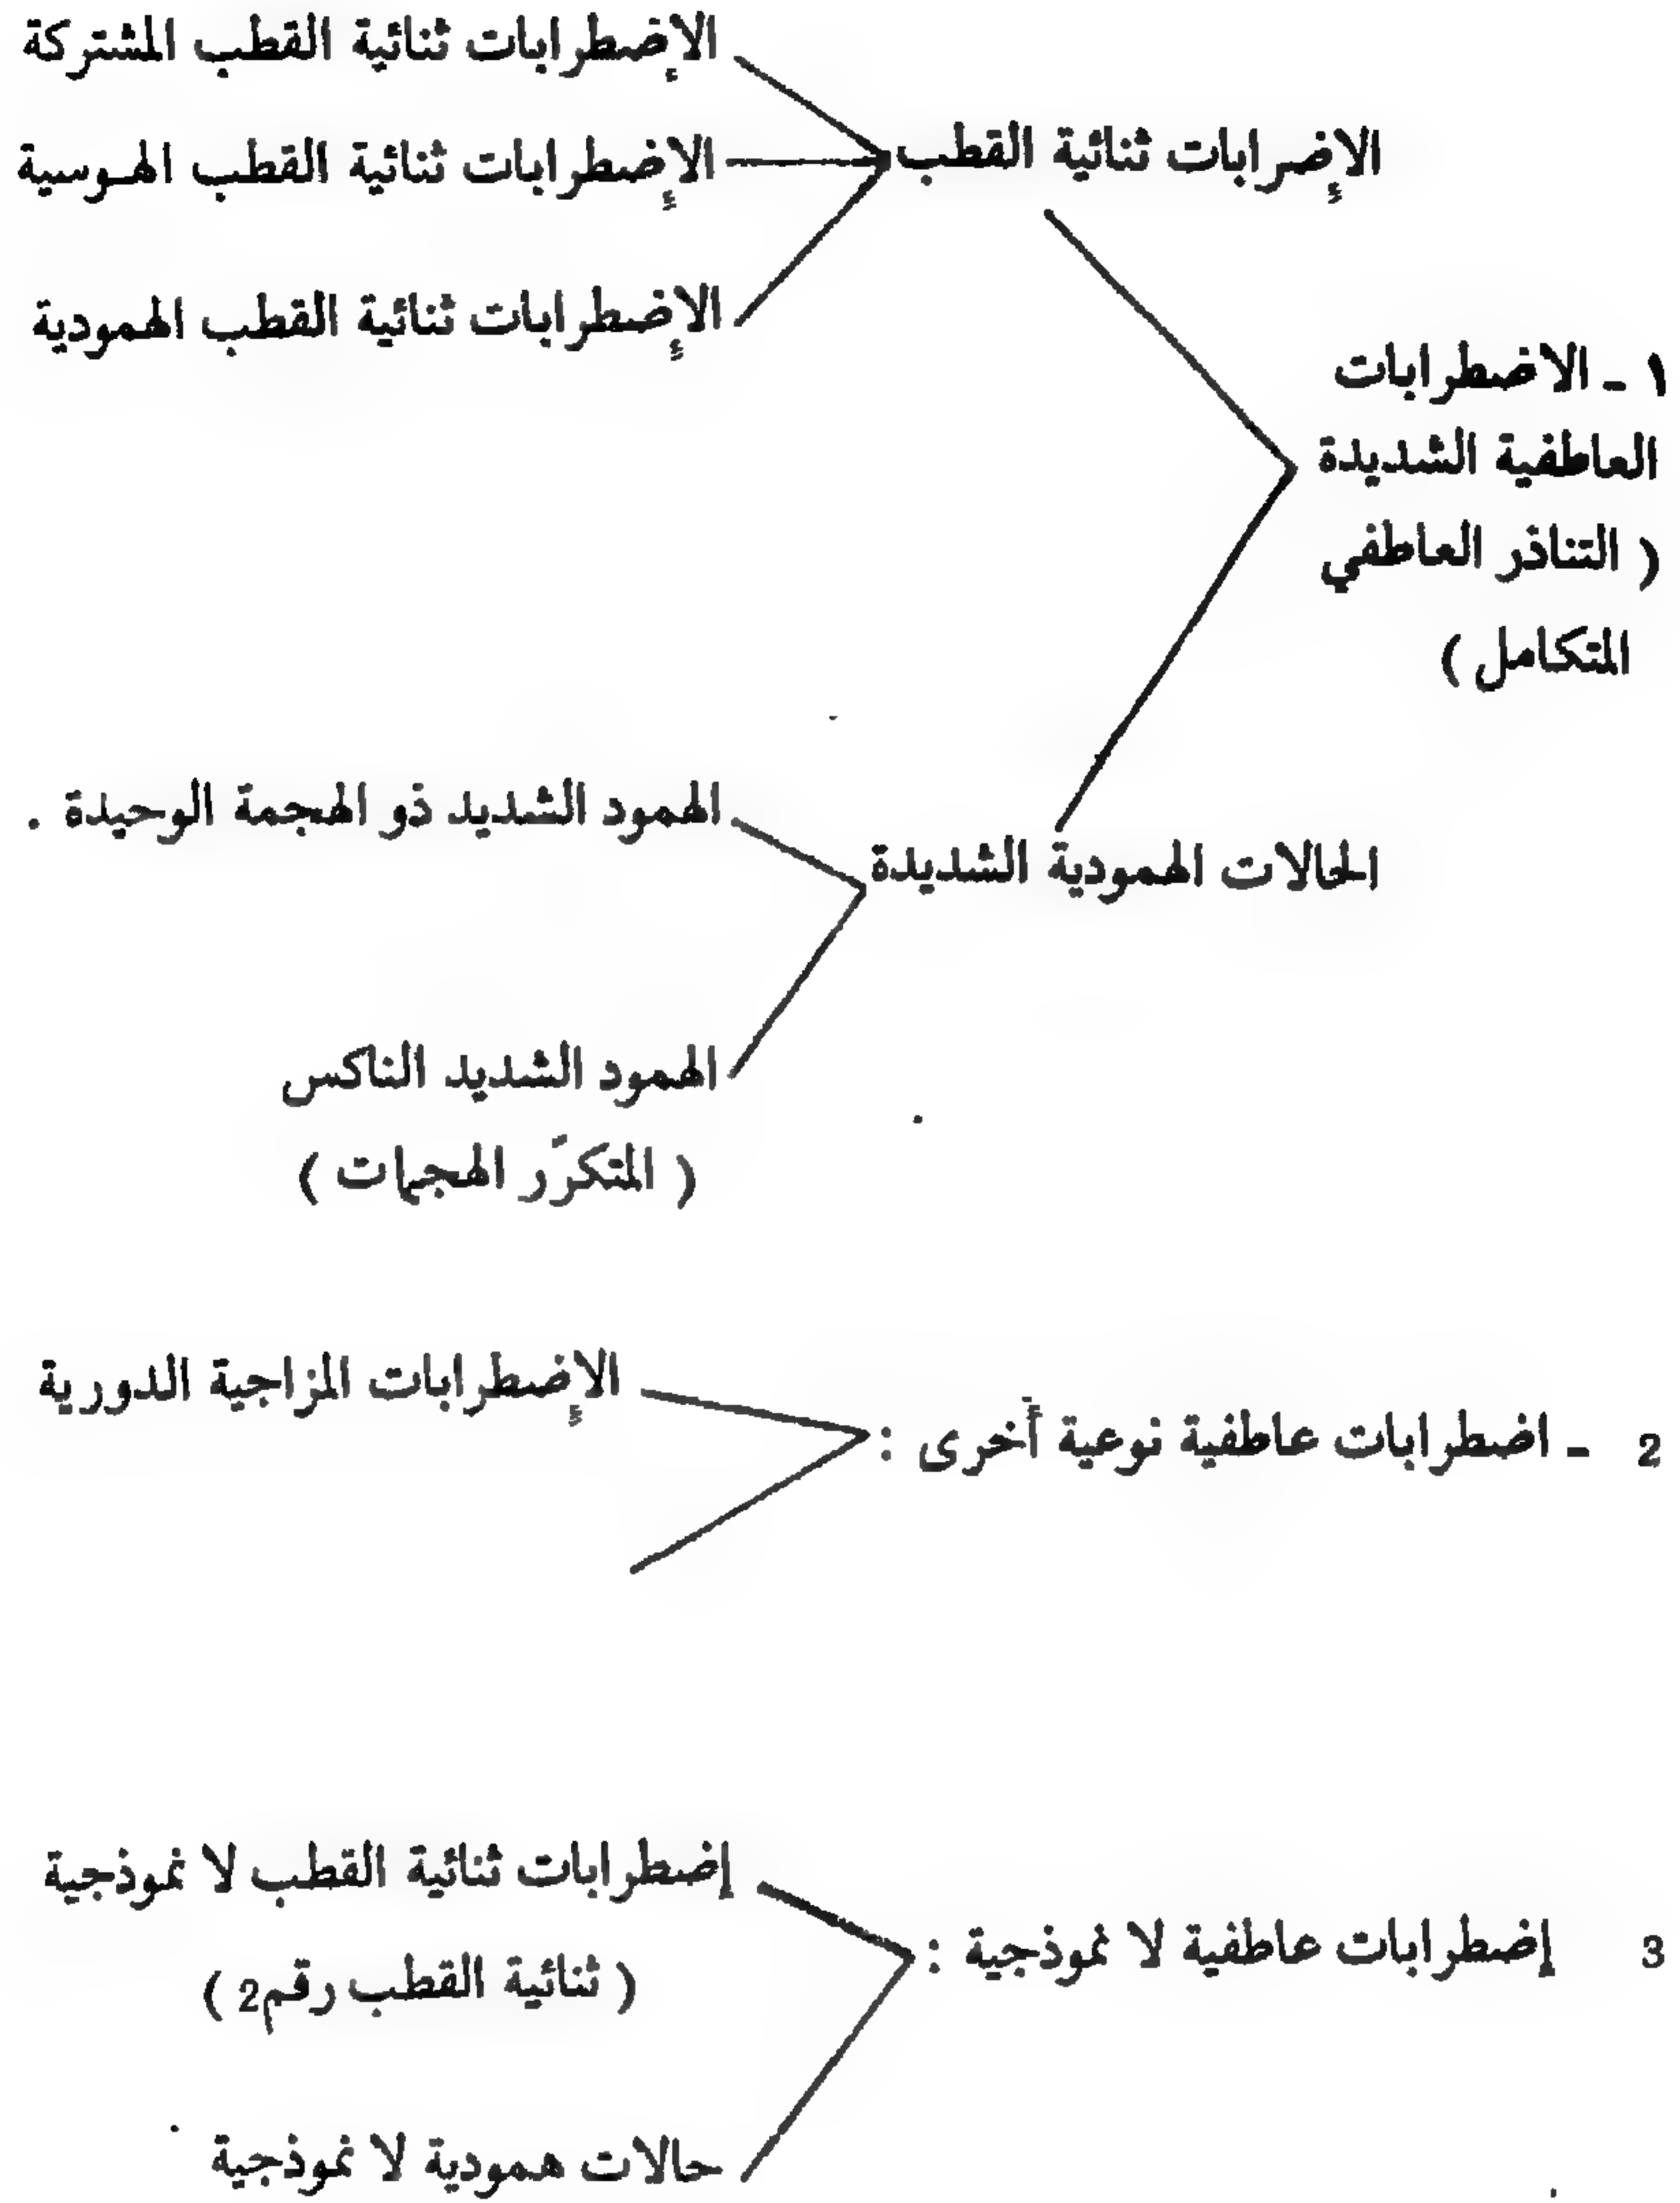 الإضطرابات ثنائية القطب المشتركة
الإضرابات ثنائية القطب
الإضطرابات ثنائية القطب الهوسية
الإضطرابات ثنائية القطب الهمودية
١ ـ الاضطرابات
العاطفية الشديدة
( التناذر العاطفي
المتكامل )
الهمود الشديد ذو الهجمة الوحيدة .
الحالات الهمودية الشديدة
الهمود الشديد الناكس
( المتكرّر الهجمات )
الإضطرابات المزاجية الدورية
2 ـ اضطرابات عاطفية نوعية أخرى :
إضطرابات ثنائية القطب لا نموذجية
3 إضطرابات عاطفية لا نموذجية :
( ثنائية القطب رقم2 )
حالات همودية لا نموذجية